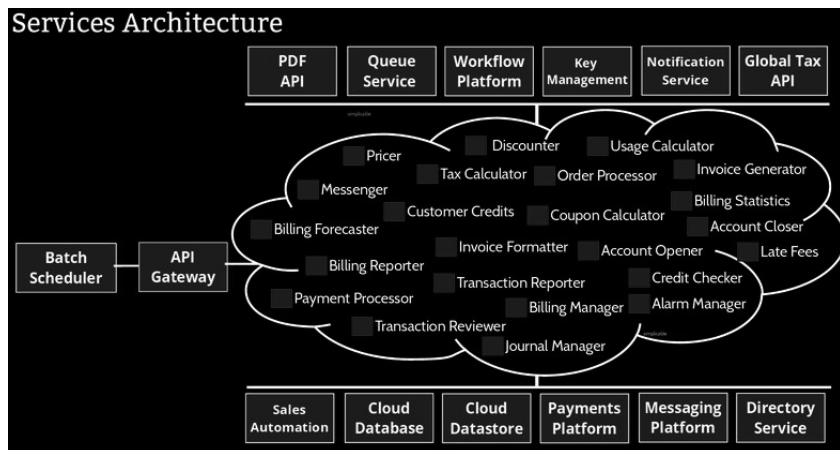 Services Architecture
PDF
API
Queue
Service
Workflow
Platform
Key
Management
Notification
Service
Global Tax
API
simplicable
Discounter
Usage Calculator
Pricer
Tax Calculator
Order Processor
Invoice Generator
Messenger
Billing Statistics
Customer Credits
Coupon Calculator
Account Closer
Billing Forecaster
Invoice Formatter
Account Opener
Late Fees
Batch
Scheduler
API
Gateway
Billing Reporter
Transaction Reporter
Credit Checker
Payment Processor
Billing Manager
Alarm Manager
Transaction Reviewer
simplicable
Journal Manager
Sales
Automation
Cloud
Database
Cloud
Datastore
Payments
Platform
Messaging
Platform
Directory
Service